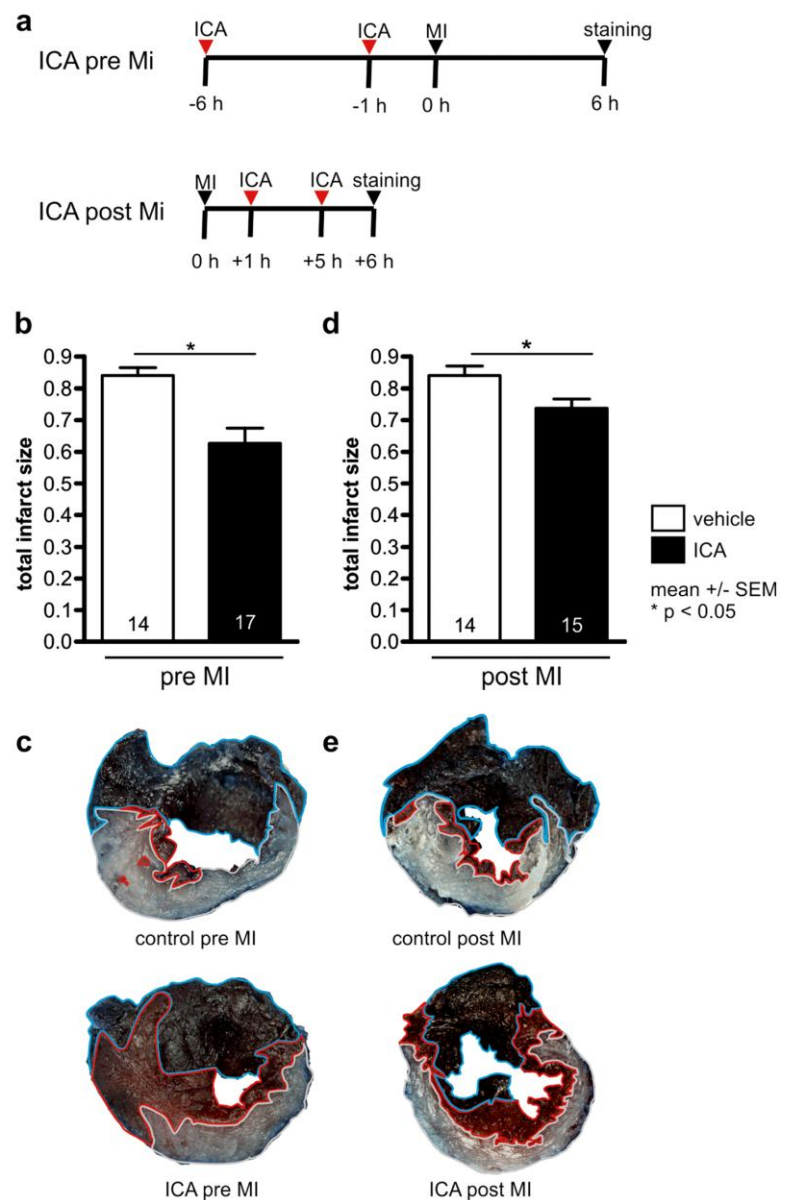 a
ICA ICA MI staining
ICA pre Mi
-6 h -1 h 0 h 6 h
MI ICA ICA staining
ICA post Mi
0 h +1 h +5 h +6 h
b
total infarct size
0.9
0.8
0.7
0.6
0.5
0.4
0.3
0.2
0.1
0.0
*
14 17
pre MI
d
total infarct size
0.9
0.8
0.7
0.6
0.5
0.4
0.3
0.2
0.1
0.0
*
14 15
post MI
vehicle
ICA
mean +/- SEM
* p < 0.05
c
control pre MI
ICA pre MI
e
control post MI
ICA post MI